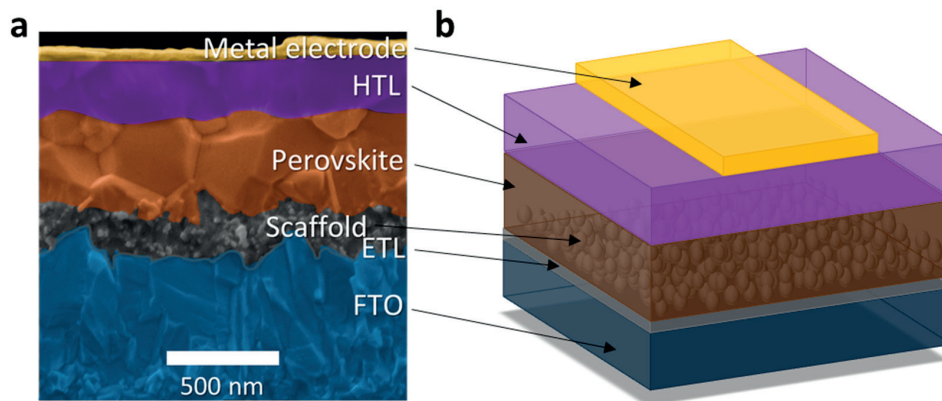 a
b
Metal electrode
HTL
Perovskite
Scaffold
ETL
FTO
500 nm